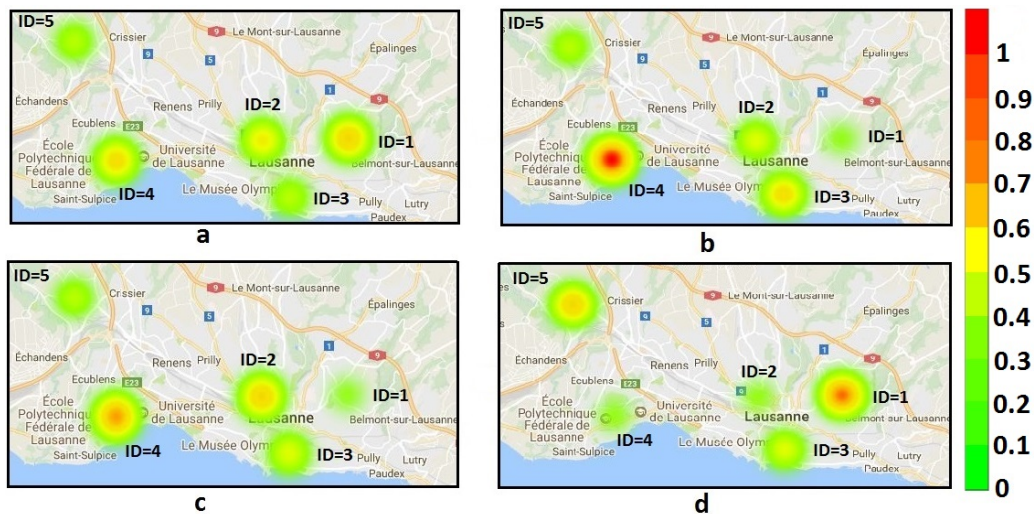 ID=5
Crissier
9
Le Mont-sur-Lausanne
Épalinges
9
5
1
9
Échandens
Renens
Prilly
ID=2
Ecublens
E23
ID=1
École
Polytechnique
Fédérale de
Lausanne
Université
de Lausanne
Lausanne
Belmont-sur-Lausanne
ID=4
Le Musée Olymp
ID=3
Saint-Sulpice
Pully
Lutry
Paudex
a
ID=5
Crissier
9
Le Mont-sur-Lausanne
Épalinges
9
5
1
9
Échandens
Renens
Prilly
ID=2
Ecublens
E23
ID=1
École
Polytechnique
Fédérale de
Lausanne
Université
de Lausanne
Lausanne
Belmont-sur-Lausanne
ID=4
Le Musée Olym
ID=3
Saint-Sulpice
Pully
Lutry
Paudex
b
ID=5
Crissier
9
Le Mont-sur-Lausanne
Épalinges
9
5
1
9
Échandens
Renens
Prilly
ID=2
Ecublens
E23
ID=1
École
Polytechnique
Fédérale de
Lausanne
Université
de Lausanne
Lausanne
Belmont-sur-Lausanne
ID=4
Le Musée Olym
ID=3
Saint-Sulpice
Pully
Lutry
Paudex
c
ID=5
Crissier
9
Le Mont-sur-Lausanne
Épalinges
9
5
1
9
Échandens
Renens
Prilly
ID=2
9
Ecublens
E23
ID=1
École
Polytechnique
Fédérale de
Lausanne
Université
de Lausanne
Lausanne
Belmont-sur-Lausanne
ID=4
Le Musée Olym
ID=3
Saint-Sulpice
Pully
Lutry
Paudex
d
1
0.9
0.8
0.7
0.6
0.5
0.4
0.3
0.2
0.1
0